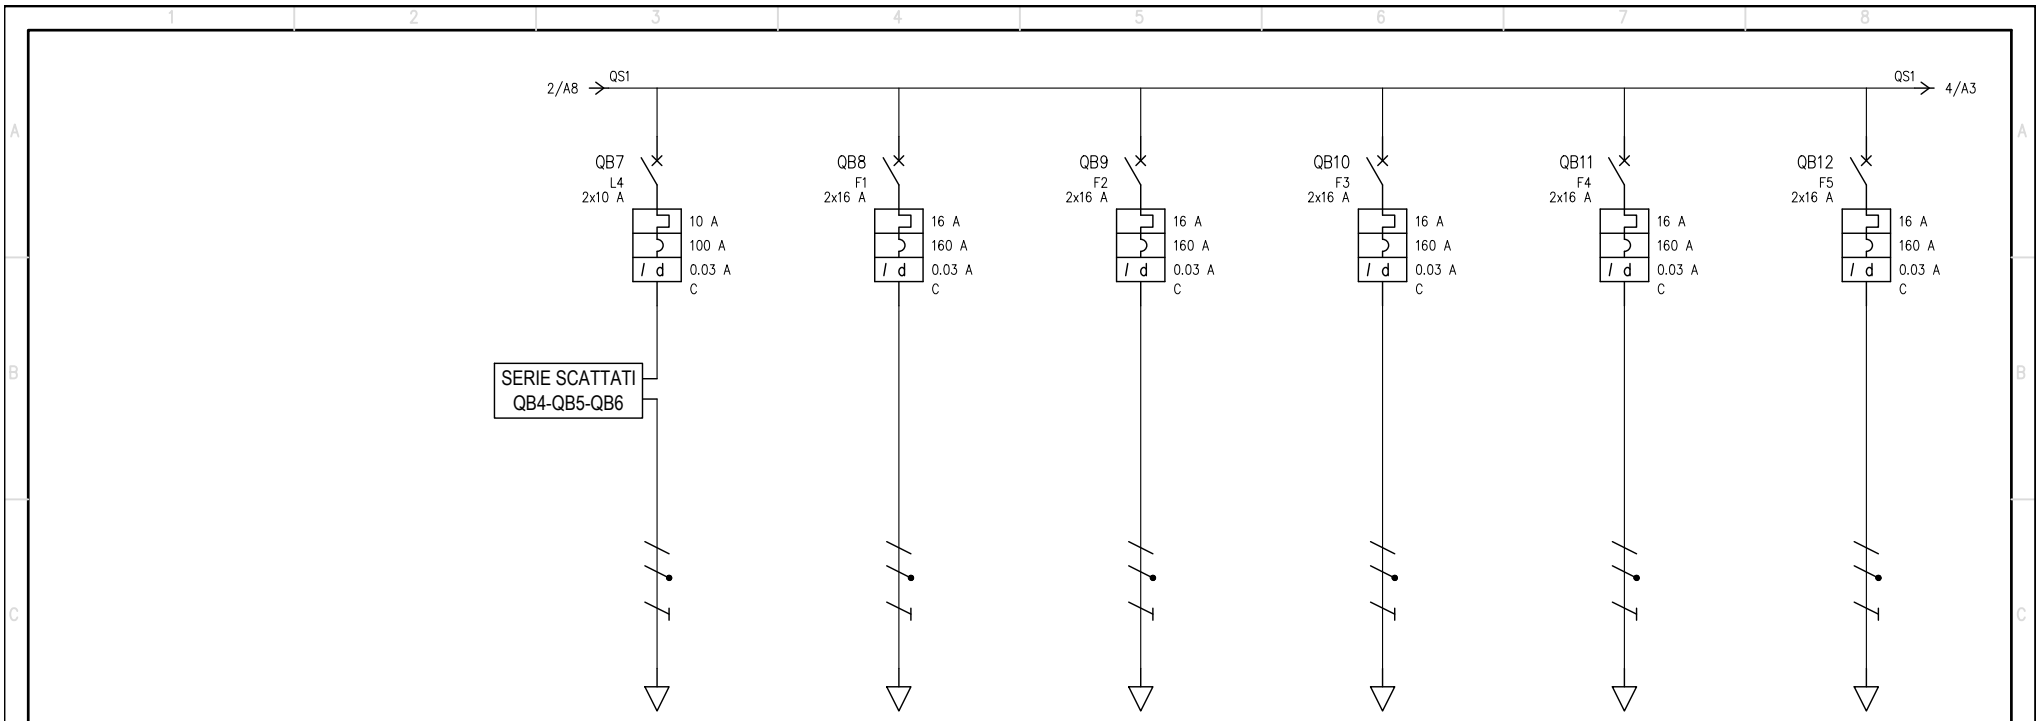 1 2 3 4 5 6 7 8
QS1 QS1
2/A8 4/A3
A A
QB7 QB8 QB9 QB10 QB11 QB12
L4 F1 F2 F3 F4 F5
2x10 A 2x16 A 2x16 A 2x16 A 2x16 A 2x16 A
10 A 16 A 16 A 16 A 16 A 16 A
100 A 160 A 160 A 160 A 160 A 160 A
I d 0.03 A I d 0.03 A I d 0.03 A I d 0.03 A I d 0.03 A I d 0.03 A
C C C C C C
B B
SERIE SCATTATI
QB4-QB5-QB6
C C